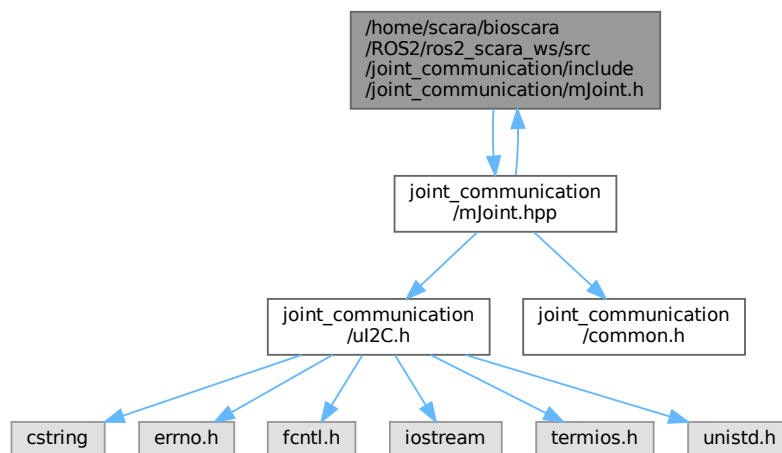 /home/scara/bioscara
/ROS2/ros2_scara_ws/src
/joint_communication/include
/joint_communication/mJoint.h
joint_communication
/mJoint.hpp
joint_communication
/uI2C.h
joint_communication
/common.h
cstring
errno.h
fcntl.h
iostream
termios.h
unistd.h